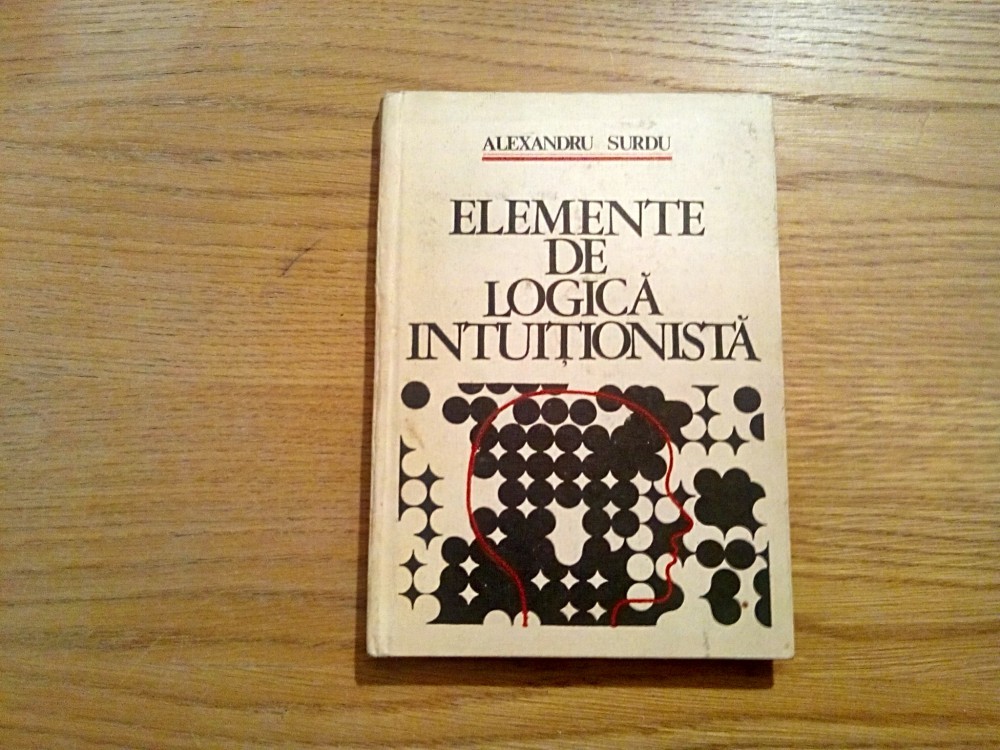 ALEXANDRU SURDU
ELEMENTE
DE
LOGICĂ
INTUIȚIONISTĂ